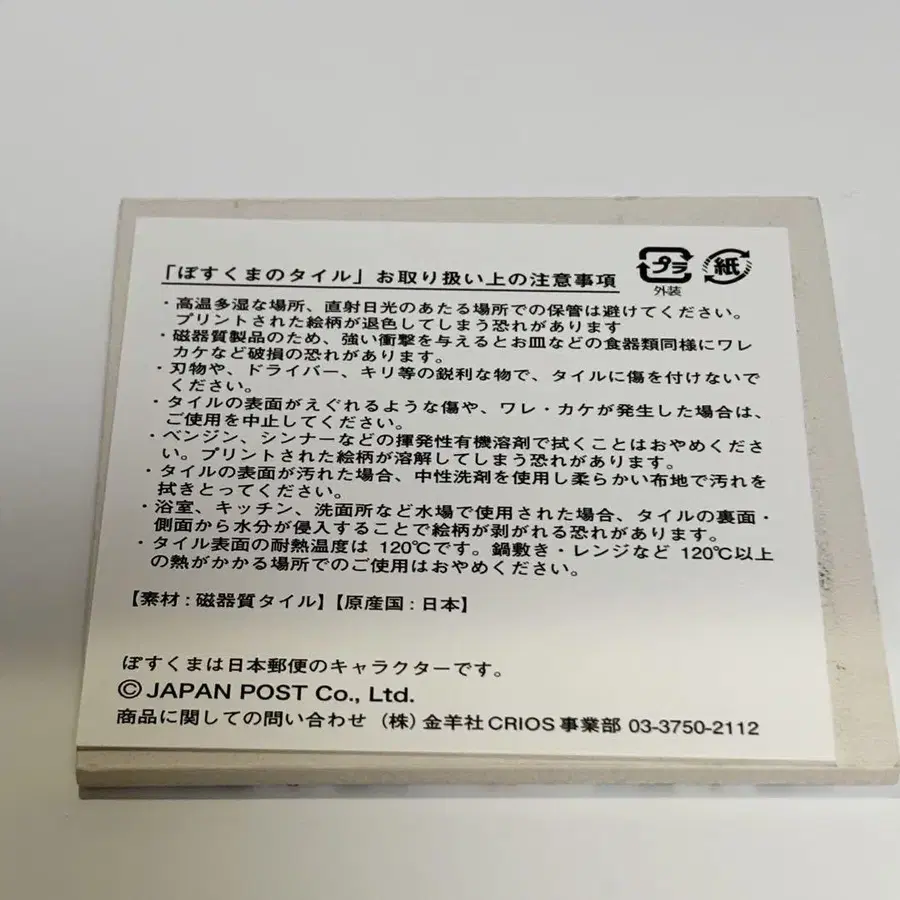 「ぽすくまのタイル」お取り扱い上の注意事項
プラ
外装
紙
・高温多湿な場所、直射日光のあたる場所での保管は避けてください。
プリントされた絵柄が退色してしまう恐れがあります
・磁器質製品のため、強い衝撃を与えるとお皿などの食器類同様にワレ
カケなど破損の恐れがあります。
・刃物や、ドライバー、キリ等の鋭利な物で、タイルに傷を付けないで
ください。
・タイルの表面がえぐれるような傷や、ワレ・カケが発生した場合は、
ご使用を中止してください。
・ベンジン、シンナーなどの揮発性有機溶剤で拭くことはおやめくださ
い。プリントされた絵柄が溶解してしまう恐れがあります。
・タイルの表面が汚れた場合、中性洗剤を使用し柔らかい布地で汚れを
拭きとってください。
・浴室、キッチン、洗面所など水場で使用された場合、タイルの裏面・
側面から水分が侵入することで絵柄が剥がれる恐れがあります。
・タイル表面の耐熱温度は 120℃です。鍋敷き・レンジなど 120℃以上
の熱がかかる場所でのご使用はおやめください。
【素材:磁器質タイル】【原産国:日本】
ぽすくまは日本郵便のキャラクターです。
© JAPAN POST Co., Ltd.
商品に関しての問い合わせ (株) 金羊社 CRIOS 事業部 03-3750-2112